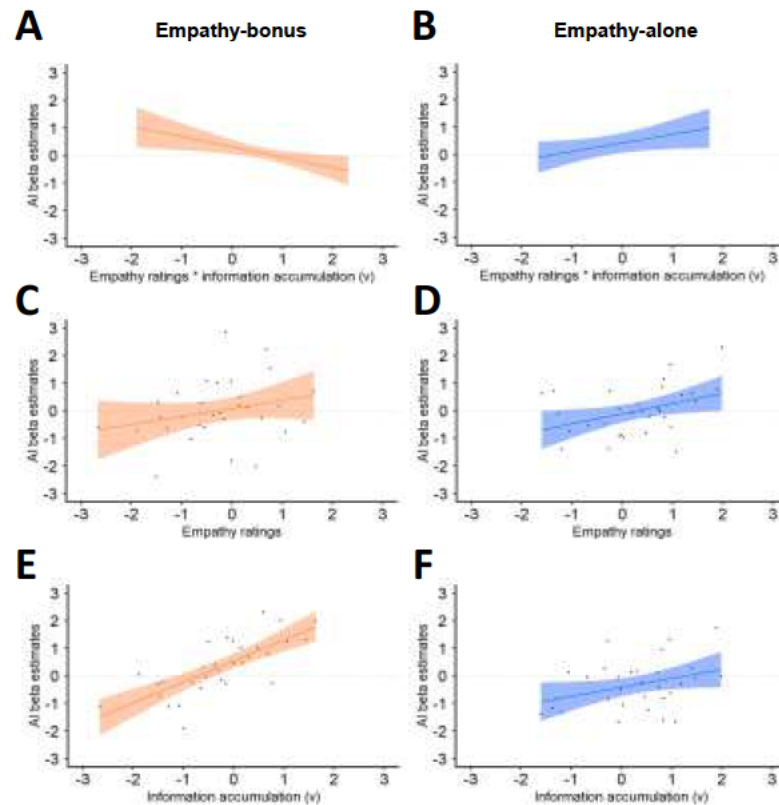 A Empathy-bonus
B Empathy-alone
AI beta estimates
3
2
1
0
-1
-2
-3
-3 -2 -1 0 1 2 3
Empathy ratings * information accumulation (v)
AI beta estimates
3
2
1
0
-1
-2
-3
-3 -2 -1 0 1 2 3
Empathy ratings * information accumulation (v)
C
AI beta estimates
3
2
1
0
-1
-2
-3
-3 -2 -1 0 1 2 3
Empathy ratings
D
AI beta estimates
3
2
1
0
-1
-2
-3
-3 -2 -1 0 1 2 3
Empathy ratings
E
AI beta estimates
3
2
1
0
-1
-2
-3
-3 -2 -1 0 1 2 3
Information accumulation (v)
F
AI beta estimates
3
2
1
0
-1
-2
-3
-3 -2 -1 0 1 2 3
Information accumulation (v)